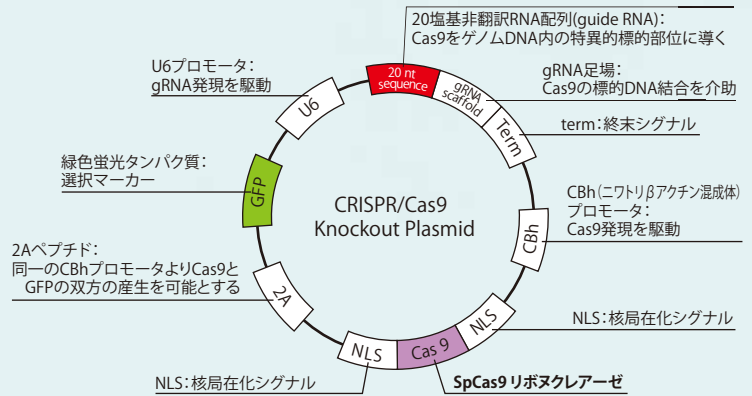 20塩基非翻訳RNA配列(guide RNA)：
Cas9をゲノムDNA内の特異的標的部位に導く
U6プロモータ：
gRNA発現を駆動
gRNA足場：
Cas9の標的DNA結合を介助
20 nt
sequence
gRNA
scaffold
Term
U6
term：終末シグナル
緑色蛍光タンパク質：
選択マーカー
GFP
CRISPR/Cas9
Knockout Plasmid
CBh（ニワトリβアクチン混成体）
プロモータ：
Cas9発現を駆動
CBh
2Aペプチド：
同一のCBhプロモータよりCas9と
GFPの双方の産生を可能とする
2A
NLS
Cas 9
NLS
NLS：核局在化シグナル
NLS：核局在化シグナル
SpCas9 リボヌクレアーゼ